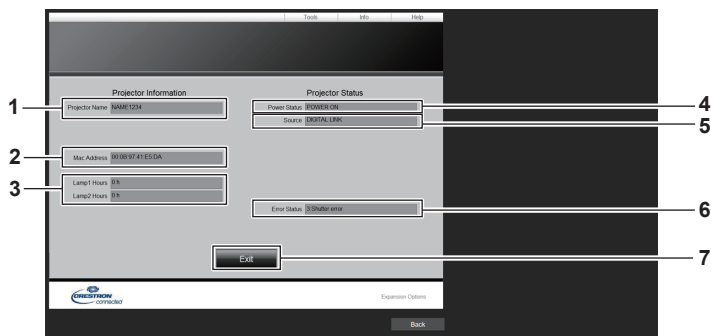 Tools Info Help
Projector Information Projector Status
1 Projector Name NAME1234 Power Status POWER ON 4
Source DIGITAL LINK 5
2 Mac Address 00:0B:97:41:E5:DA
3 Lamp1 Hours 0 h
Lamp2 Hours 0 h
Error Status 3:Shutter error 6
Exit 7
CRESTRON
connected
Expansion Options
Back